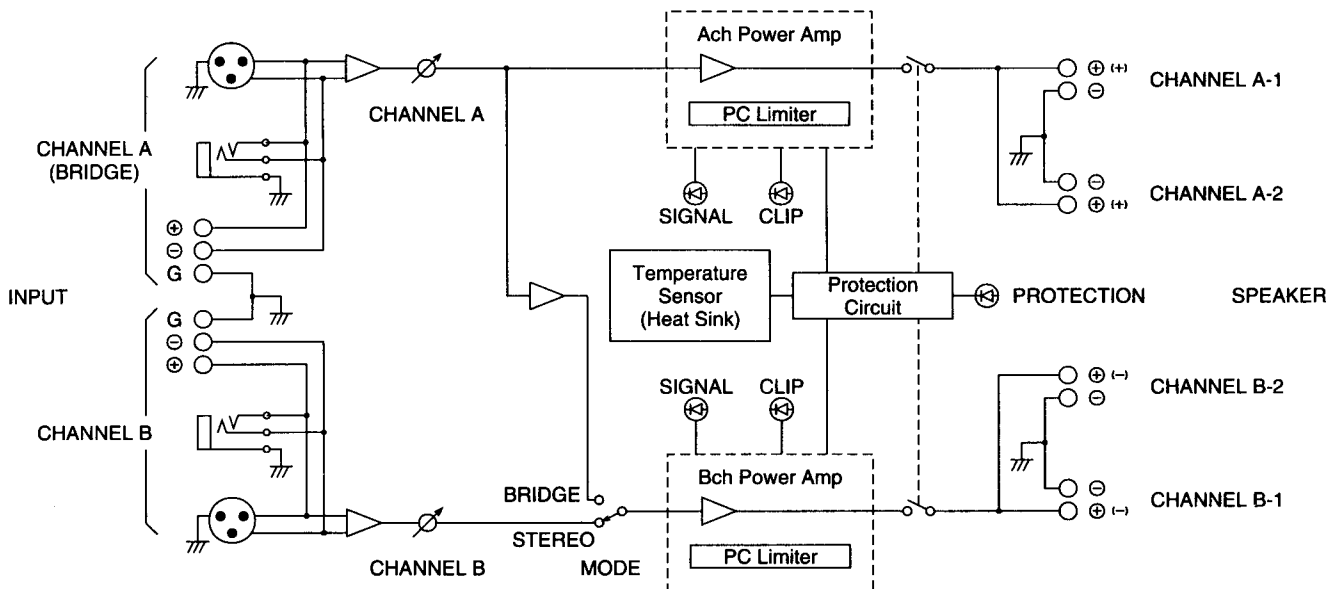 Ach Power Amp
PC Limiter
CHANNEL A
CHANNEL A
(BRIDGE)
⊕
⊖
G
INPUT
G
⊖
⊕
CHANNEL B
CHANNEL B
SIGNAL
CLIP
Temperature
Sensor
(Heat Sink)
Protection
Circuit
PROTECTION
SPEAKER
⊕ (+) CHANNEL A-1
⊖
⊖
⊕ (+) CHANNEL A-2
SIGNAL
CLIP
BRIDGE
STEREO
MODE
Bch Power Amp
PC Limiter
⊕ (−) CHANNEL B-2
⊖
⊖
⊕ (−) CHANNEL B-1